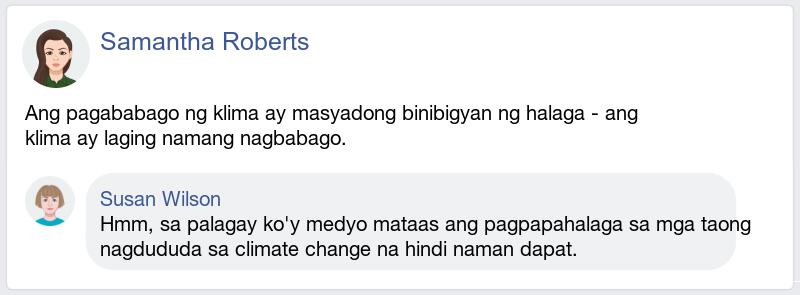 Samantha Roberts
Ang pagababago ng klima ay masyadong binibigyan ng halaga - ang
klima ay laging namang nagbabago.
Susan Wilson
Hmm, sa palagay ko'y medyo mataas ang pagpapahalaga sa mga taong
nagdududa sa climate change na hindi naman dapat.